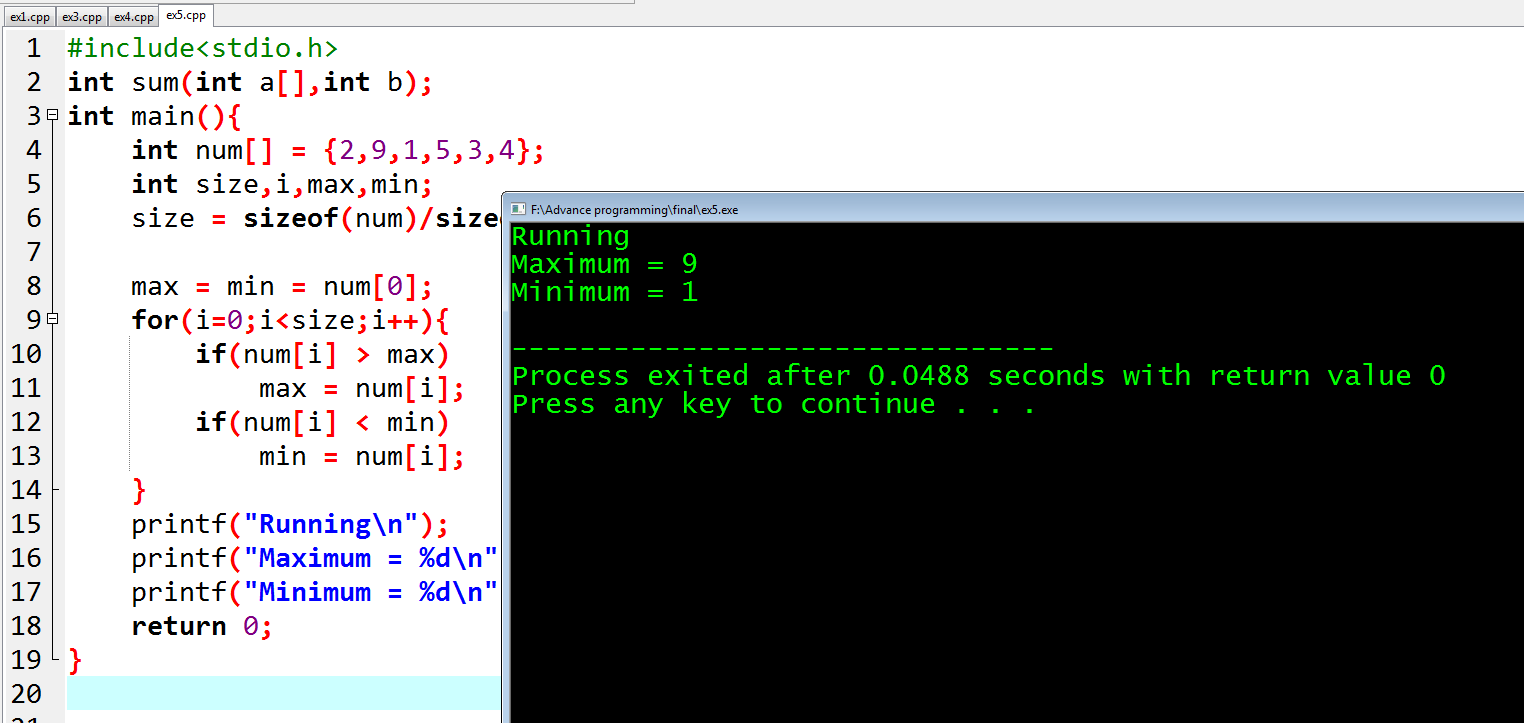 ex1.cpp ex3.cpp ex4.cpp ex5.cpp
1 #include<stdio.h>
2 int sum(int a[],int b);
3 int main(){
4 int num[] = {2,9,1,5,3,4};
5 int size,i,max,min;
6 size = sizeof(num)/size
7
8 max = min = num[0];
9 for(i=0;i<size;i++){
10 if(num[i] > max)
11 max = num[i];
12 if(num[i] < min)
13 min = num[i];
14 }
15 printf("Running\n");
16 printf("Maximum = %d\n"
17 printf("Minimum = %d\n"
18 return 0;
19 }
20
F:\Advance programming\final\ex5.exe
Running
Maximum = 9
Minimum = 1
--------------------------------
Process exited after 0.0488 seconds with return value 0
Press any key to continue . . .